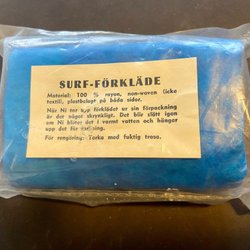 SURF-FÖRKLÄDE
Material: 100 % rayon, non-woven (icke
textil), plastbelagt på båda sidor.
När Ni tar upp förklädet ur sin förpackning
är det något skrynkligt. Det blir slätt igen
om Ni blöter det i varmt vatten och hänger
upp det för torkning.
För rengöring: Torka med fuktig trasa.